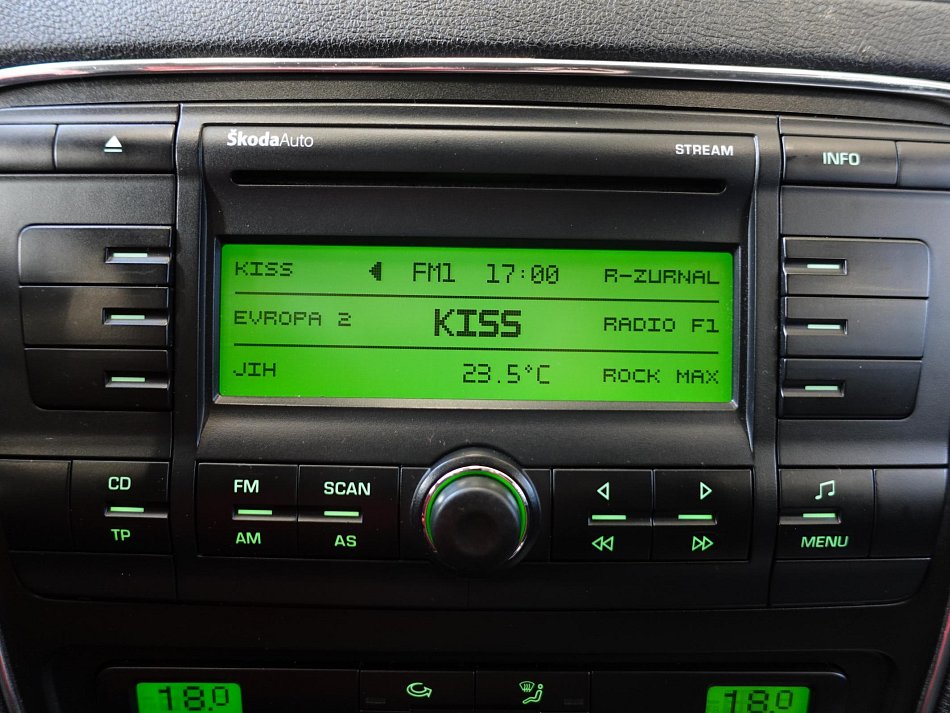 ŠkodaAuto STREAM
INFO
KISS FM1 17:00 R-ZURNAL
EVROPA 2 KISS RADIO F1
JIH 23.5°C ROCK MAX
CD FM SCAN
TP AM AS MENU
18.0 18.0